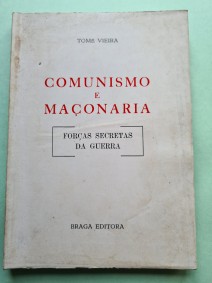 TOMÉ VIEIRA
COMUNISMO
E
MAÇONARIA
FORÇAS SECRETAS
DA GUERRA
BRAGA EDITORA